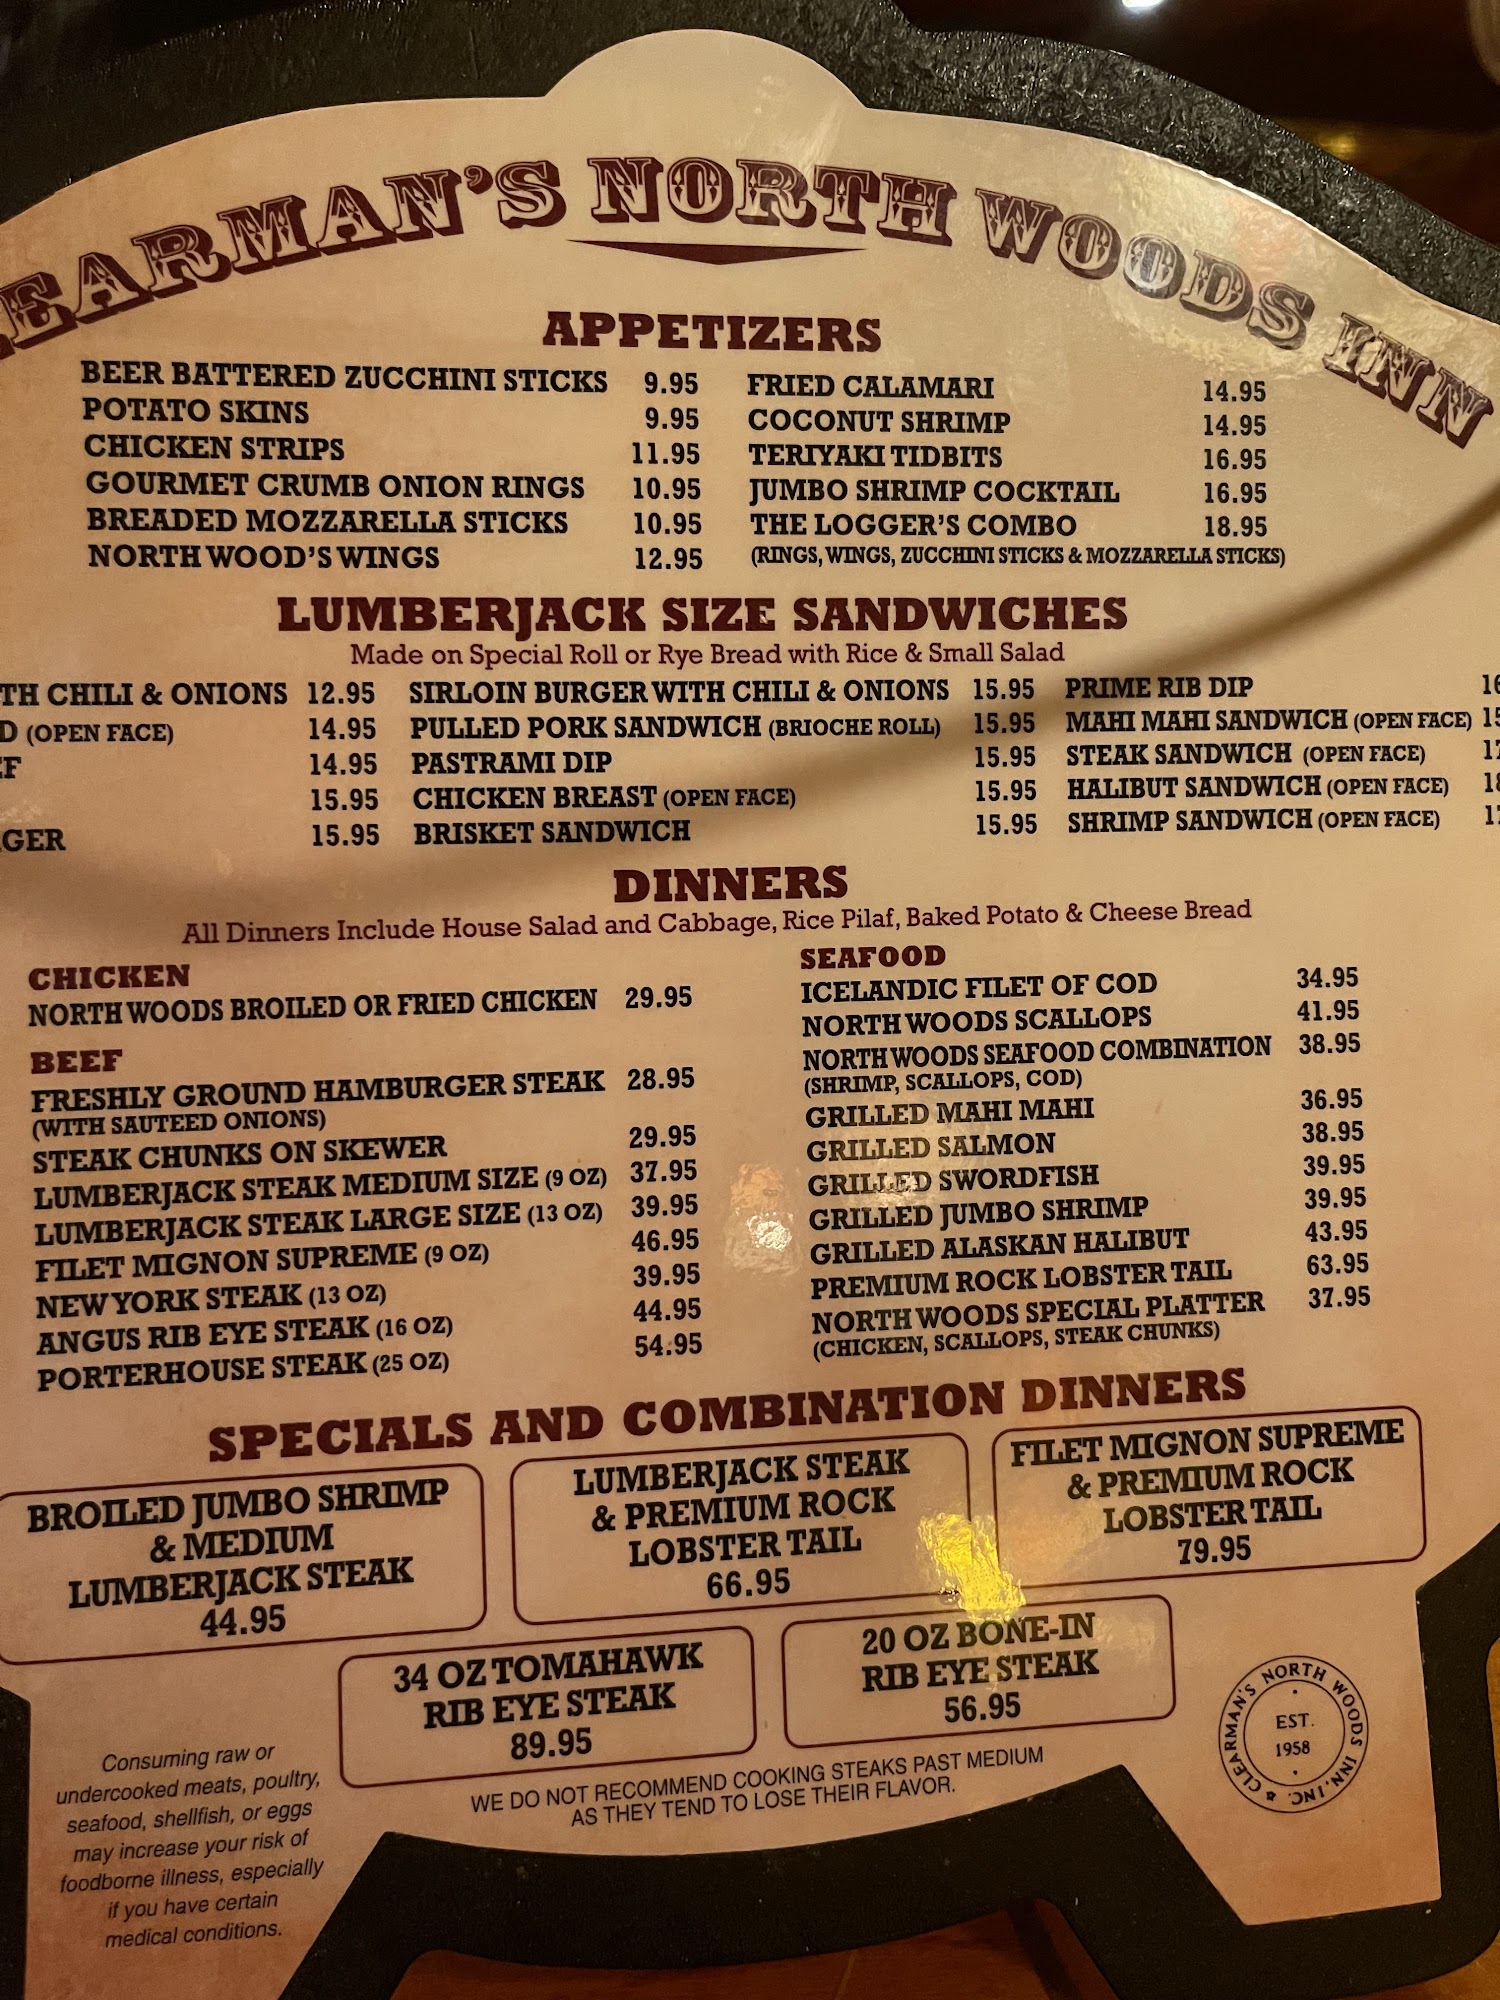 EARMAN'S NORTH WOODS INN
APPETIZERS
BEER BATTERED ZUCCHINI STICKS 9.95
POTATO SKINS 9.95
CHICKEN STRIPS 11.95
GOURMET CRUMB ONION RINGS 10.95
BREADED MOZZARELLA STICKS 10.95
NORTH WOOD'S WINGS 12.95
FRIED CALAMARI 14.95
COCONUT SHRIMP 14.95
TERIYAKI TIDBITS 16.95
JUMBO SHRIMP COCKTAIL 16.95
THE LOGGER'S COMBO 18.95
(RINGS, WINGS, ZUCCHINI STICKS & MOZZARELLA STICKS)
LUMBERJACK SIZE SANDWICHES
Made on Special Roll or Rye Bread with Rice & Small Salad
TH CHILI & ONIONS 12.95
D (OPEN FACE) 14.95
EF 14.95
15.95
GER 15.95
SIRLOIN BURGER WITH CHILI & ONIONS 15.95
PULLED PORK SANDWICH (BRIOCHE ROLL) 15.95
PASTRAMI DIP 15.95
CHICKEN BREAST (OPEN FACE) 15.95
BRISKET SANDWICH 15.95
PRIME RIB DIP 16
MAHI MAHI SANDWICH (OPEN FACE) 15
STEAK SANDWICH (OPEN FACE) 17
HALIBUT SANDWICH (OPEN FACE) 18
SHRIMP SANDWICH (OPEN FACE) 17
DINNERS
All Dinners Include House Salad and Cabbage, Rice Pilaf, Baked Potato & Cheese Bread
CHICKEN
NORTH WOODS BROILED OR FRIED CHICKEN 29.95
BEEF
FRESHLY GROUND HAMBURGER STEAK 28.95
(WITH SAUTEED ONIONS)
STEAK CHUNKS ON SKEWER 29.95
LUMBERJACK STEAK MEDIUM SIZE (9 OZ) 37.95
LUMBERJACK STEAK LARGE SIZE (13 OZ) 39.95
FILET MIGNON SUPREME (9 OZ) 46.95
NEW YORK STEAK (13 OZ) 39.95
ANGUS RIB EYE STEAK (16 OZ) 44.95
PORTERHOUSE STEAK (25 OZ) 54.95
SEAFOOD
ICELANDIC FILET OF COD 34.95
NORTH WOODS SCALLOPS 41.95
NORTH WOODS SEAFOOD COMBINATION 38.95
(SHRIMP, SCALLOPS, COD)
GRILLED MAHI MAHI 36.95
GRILLED SALMON 38.95
GRILLED SWORDFISH 39.95
GRILLED JUMBO SHRIMP 39.95
GRILLED ALASKAN HALIBUT 43.95
PREMIUM ROCK LOBSTER TAIL 63.95
NORTH WOODS SPECIAL PLATTER 37.95
(CHICKEN, SCALLOPS, STEAK CHUNKS)
SPECIALS AND COMBINATION DINNERS
BROILED JUMBO SHRIMP
& MEDIUM
LUMBERJACK STEAK
44.95
LUMBERJACK STEAK
& PREMIUM ROCK
LOBSTER TAIL
66.95
FILET MIGNON SUPREME
& PREMIUM ROCK
LOBSTER TAIL
79.95
34 OZ TOMAHAWK
RIB EYE STEAK
89.95
20 OZ BONE-IN
RIB EYE STEAK
56.95
Consuming raw or
undercooked meats, poultry,
seafood, shellfish, or eggs
may increase your risk of
foodborne illness, especially
if you have certain
medical conditions.
WE DO NOT RECOMMEND COOKING STEAKS PAST MEDIUM
AS THEY TEND TO LOSE THEIR FLAVOR.
CLEARMAN'S NORTH WOODS INN, INC. &
EST.
1958